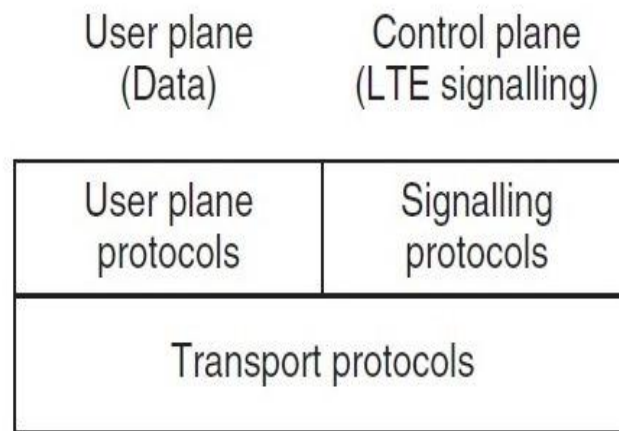 User plane
(Data)
Control plane
(LTE signalling)
User plane
protocols
Signalling
protocols
Transport protocols